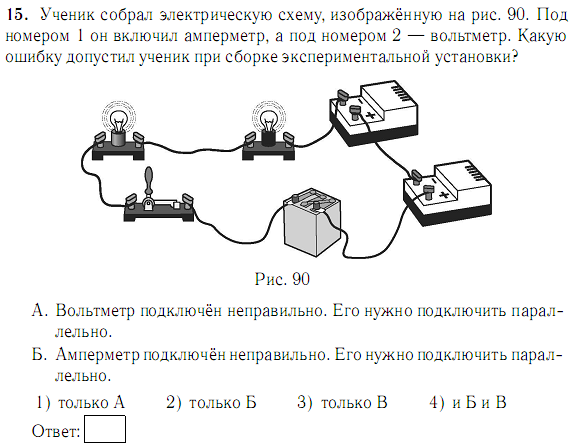 15. Ученик собрал электрическую схему, изображённую на рис. 90. Под
номером 1 он включил амперметр, а под номером 2 — вольтметр. Какую
ошибку допустил ученик при сборке экспериментальной установки?
Рис. 90
А. Вольтметр подключён неправильно. Его нужно подключить парал-
лельно.
Б. Амперметр подключён неправильно. Его нужно подключить парал-
лельно.
1) только А 2) только Б 3) только В 4) и Б и В
Ответ: